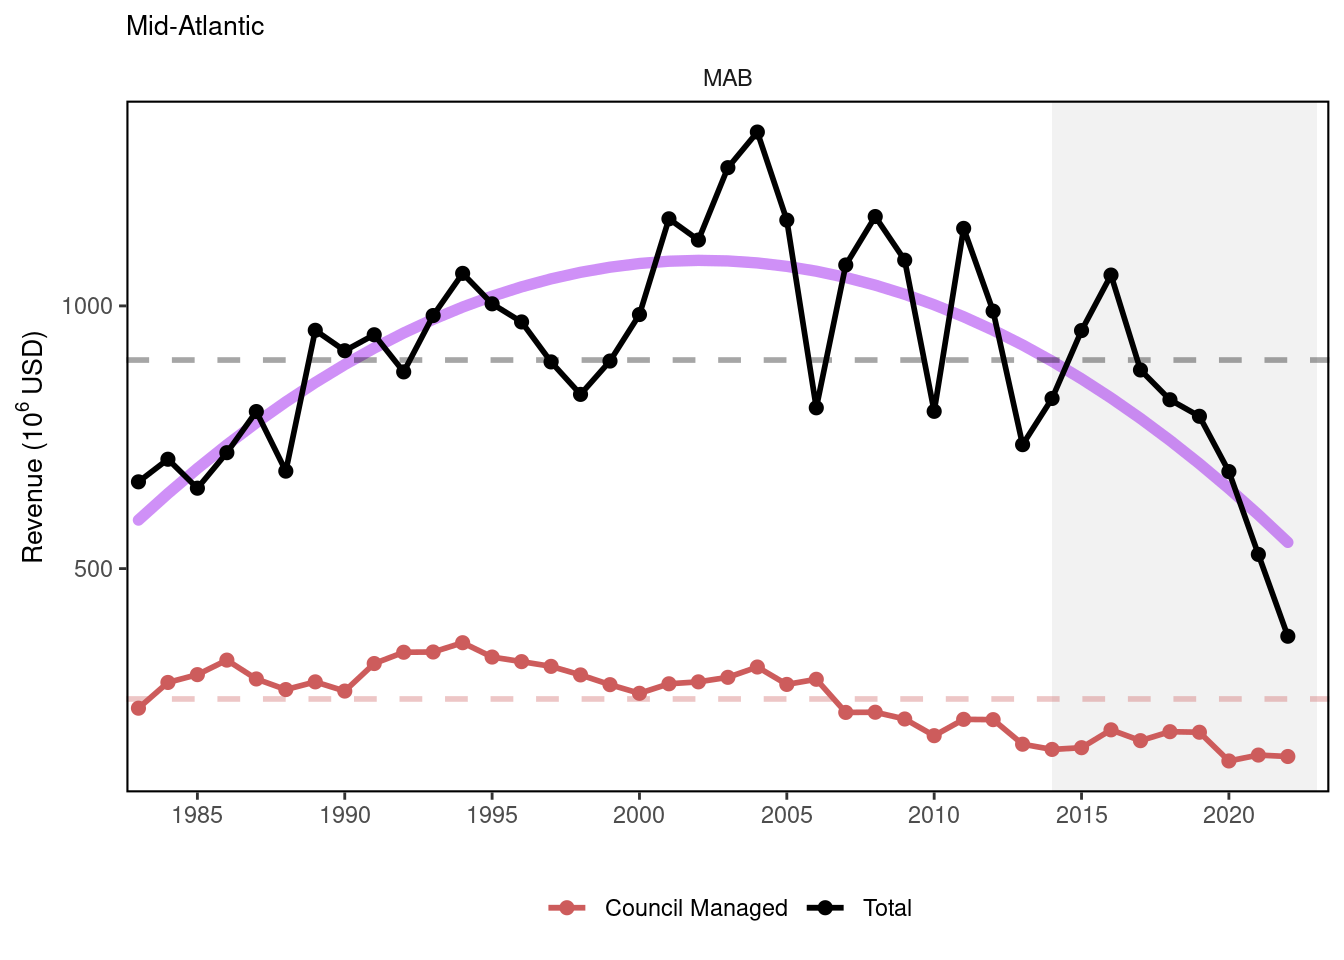 Mid-Atlantic
MAB
Revenue (10⁶ USD)
1000
500
1985 1990 1995 2000 2005 2010 2015 2020
Council Managed Total